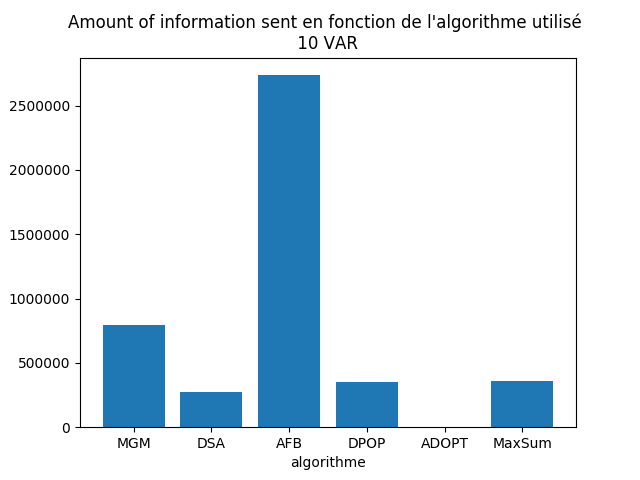 Amount of information sent en fonction de l'algorithme utilisé
10 VAR
2500000
2000000
1500000
1000000
500000
0
MGM DSA AFB DPOP ADOPT MaxSum
algorithme